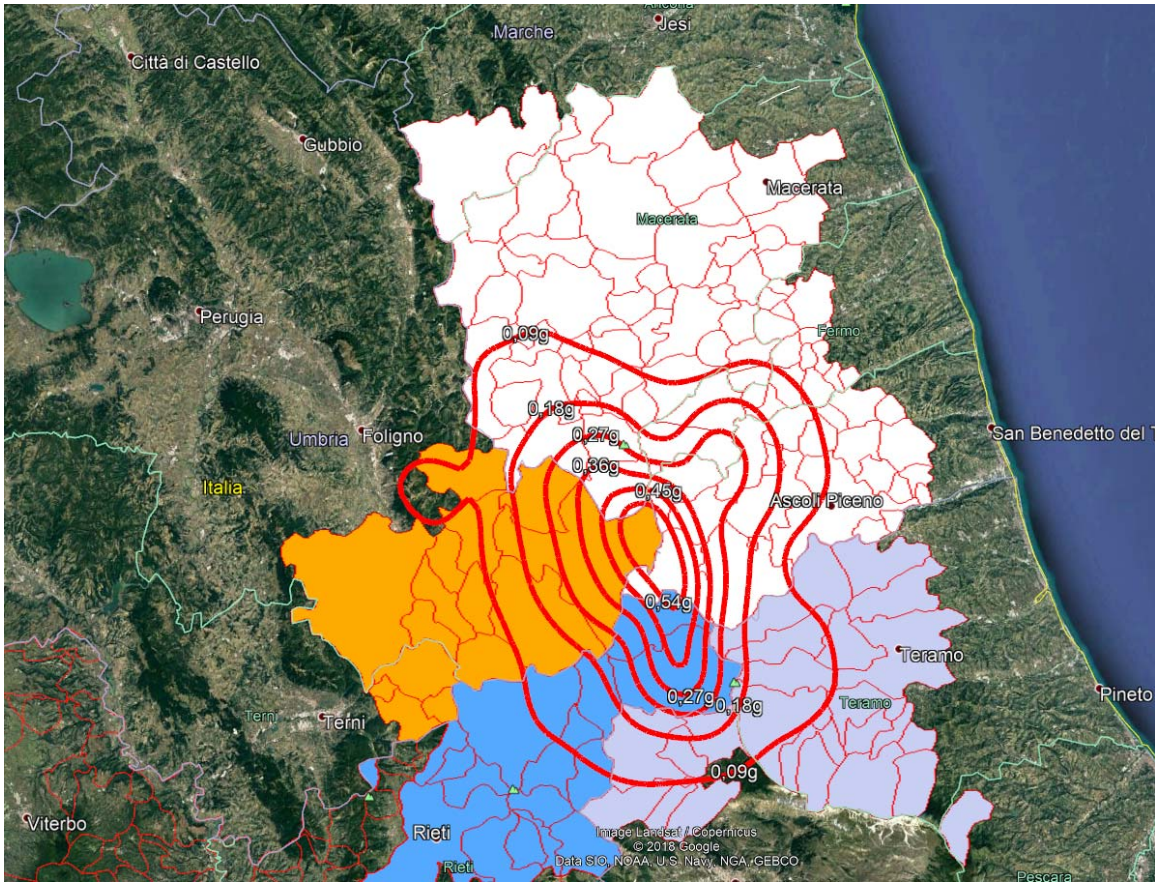 Ancona
Jesi
Marche
Città di Castello
Gubbio
Macerata
Macerata
Perugia
Fermo
0,09g
0,18g
Umbria
Foligno
0,27g
San Benedetto del T
0,36g
Italia
0,45g
Ascoli Piceno
0,54g
Teramo
0,27g
Pineto
0,18g
Teramo
Terni
Terni
0,09g
Viterbo
Rieti
Image Landsat / Copernicus
© 2018 Google
Data SIO, NOAA, U.S. Navy, NGA, GEBCO
Rieti
Pescara